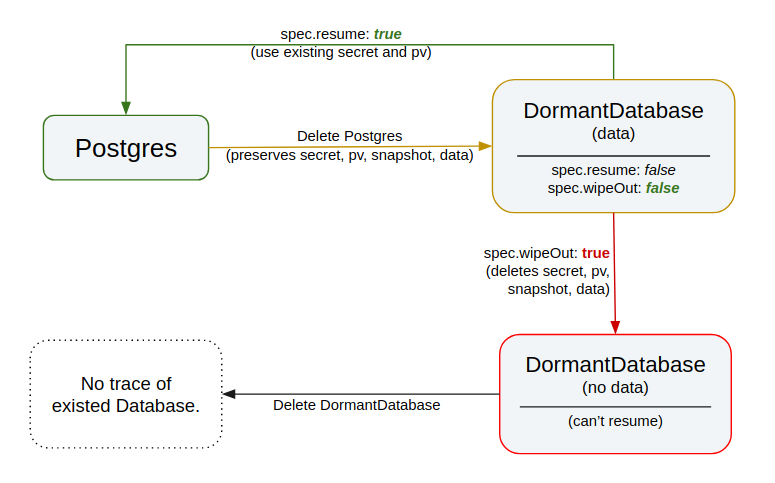 spec.resume: true
(use existing secret and pv)
Postgres
Delete Postgres
(preserves secret, pv, snapshot, data)
DormantDatabase
(data)
spec.resume: false
spec.wipeOut: false
spec.wipeOut: true
(deletes secret, pv,
snapshot, data)
DormantDatabase
(no data)
(can't resume)
Delete DormantDatabase
No trace of
existed Database.